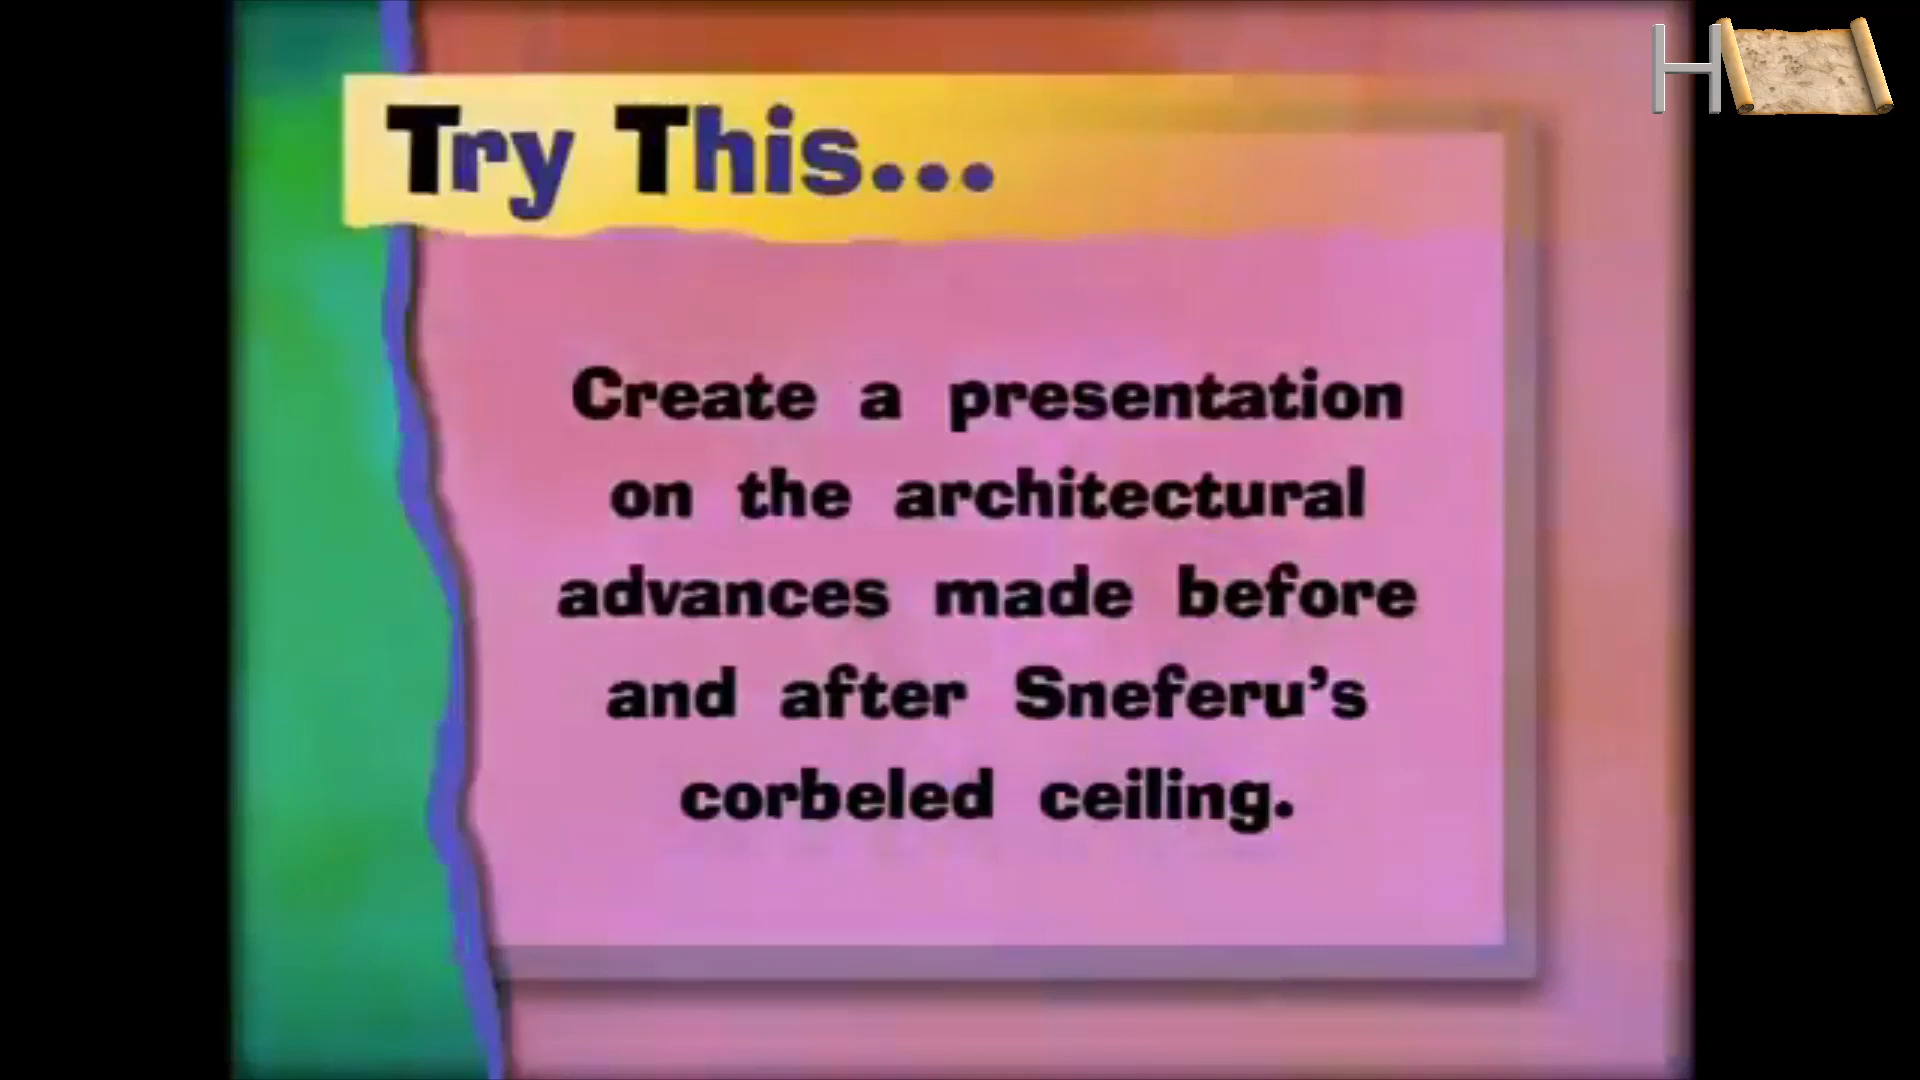 H
Try This...
Create a presentation
on the architectural
advances made before
and after Sneferu's
corbeled ceiling.